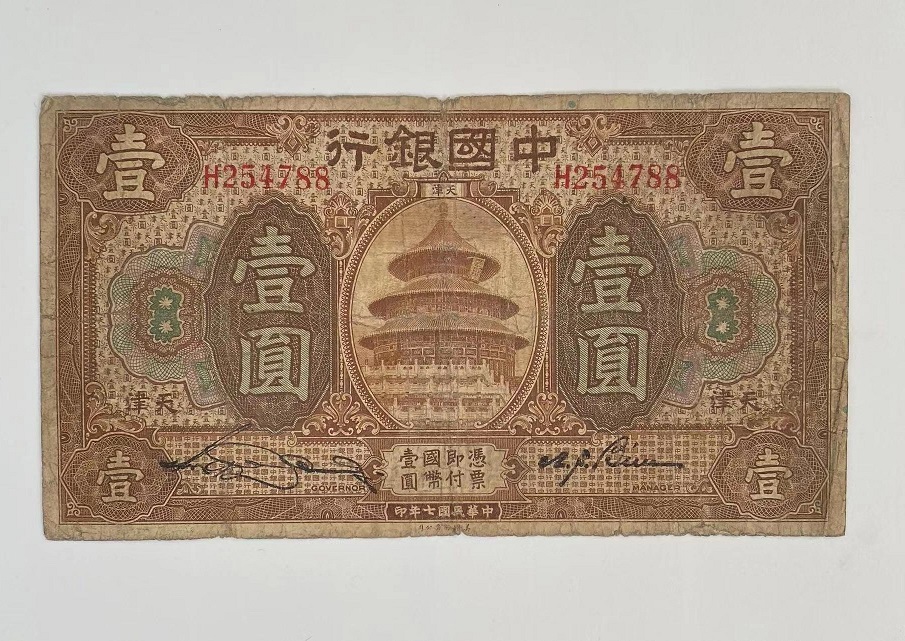 中國銀行
壹 壹
H254788 H254788
天津
壹圓 壹圓
天津 天津
憑票即付國幣壹圓
GOVERNOR MANAGER
壹 壹
中華民國七年印